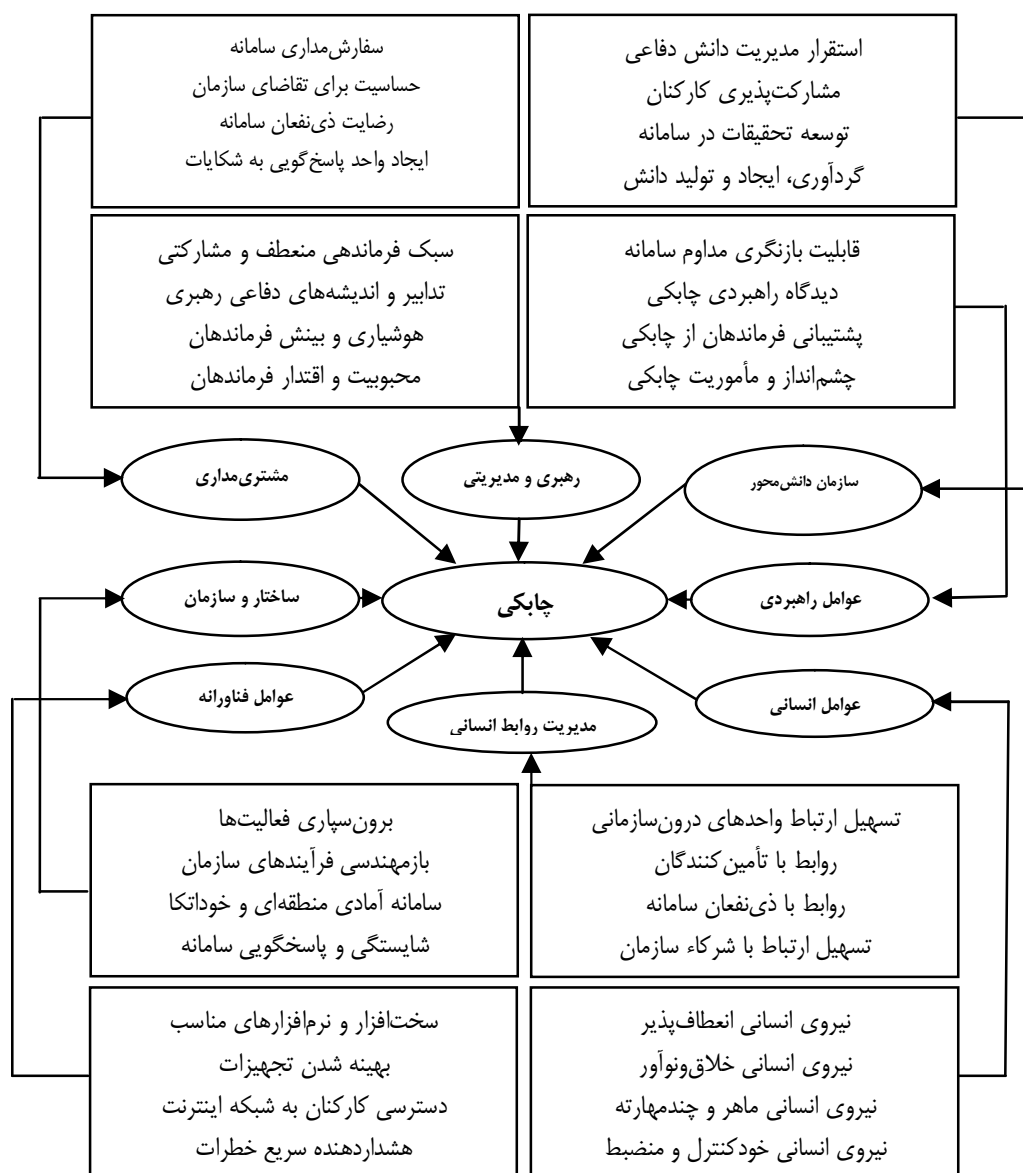 استقرار مدیریت دانش دفاعی
مشارکت‌پذیری کارکنان
توسعه تحقیقات در سامانه
گردآوری، ایجاد و تولید دانش
سفارش‌مداری سامانه
حساسیت برای تقاضای سازمان
رضایت ذی‌نفعان سامانه
ایجاد واحد پاسخ‌گویی به شکایات
قابلیت بازنگری مداوم سامانه
دیدگاه راهبردی چابکی
پشتیبانی فرماندهان از چابکی
چشم‌انداز و مأموریت چابکی
سبک فرماندهی منعطف و مشارکتی
تدابیر و اندیشه‌های دفاعی رهبری
هوشیاری و بینش فرماندهان
محبوبیت و اقتدار فرماندهان
سازمان دانش‌محور
رهبری و مدیریتی
مشتری‌مداری
عوامل راهبردی
چابکی
ساختار و سازمان
عوامل انسانی
مدیریت روابط انسانی
عوامل فناورانه
تسهیل ارتباط واحدهای درون‌سازمانی
روابط با تأمین‌کنندگان
روابط با ذی‌نفعان سامانه
تسهیل ارتباط با شرکاء سازمان
برون‌سپاری فعالیت‌ها
بازمهندسی فرآیندهای سازمان
سامانه آمادی منطقه‌ای و خوداتکا
شایستگی و پاسخگویی سامانه
نیروی انسانی انعطاف‌پذیر
نیروی انسانی خلاق‌ونوآور
نیروی انسانی ماهر و چندمهارته
نیروی انسانی خودکنترل و منضبط
سخت‌افزار و نرم‌افزارهای مناسب
بهینه شدن تجهیزات
دسترسی کارکنان به شبکه اینترنت
هشداردهنده سریع خطرات